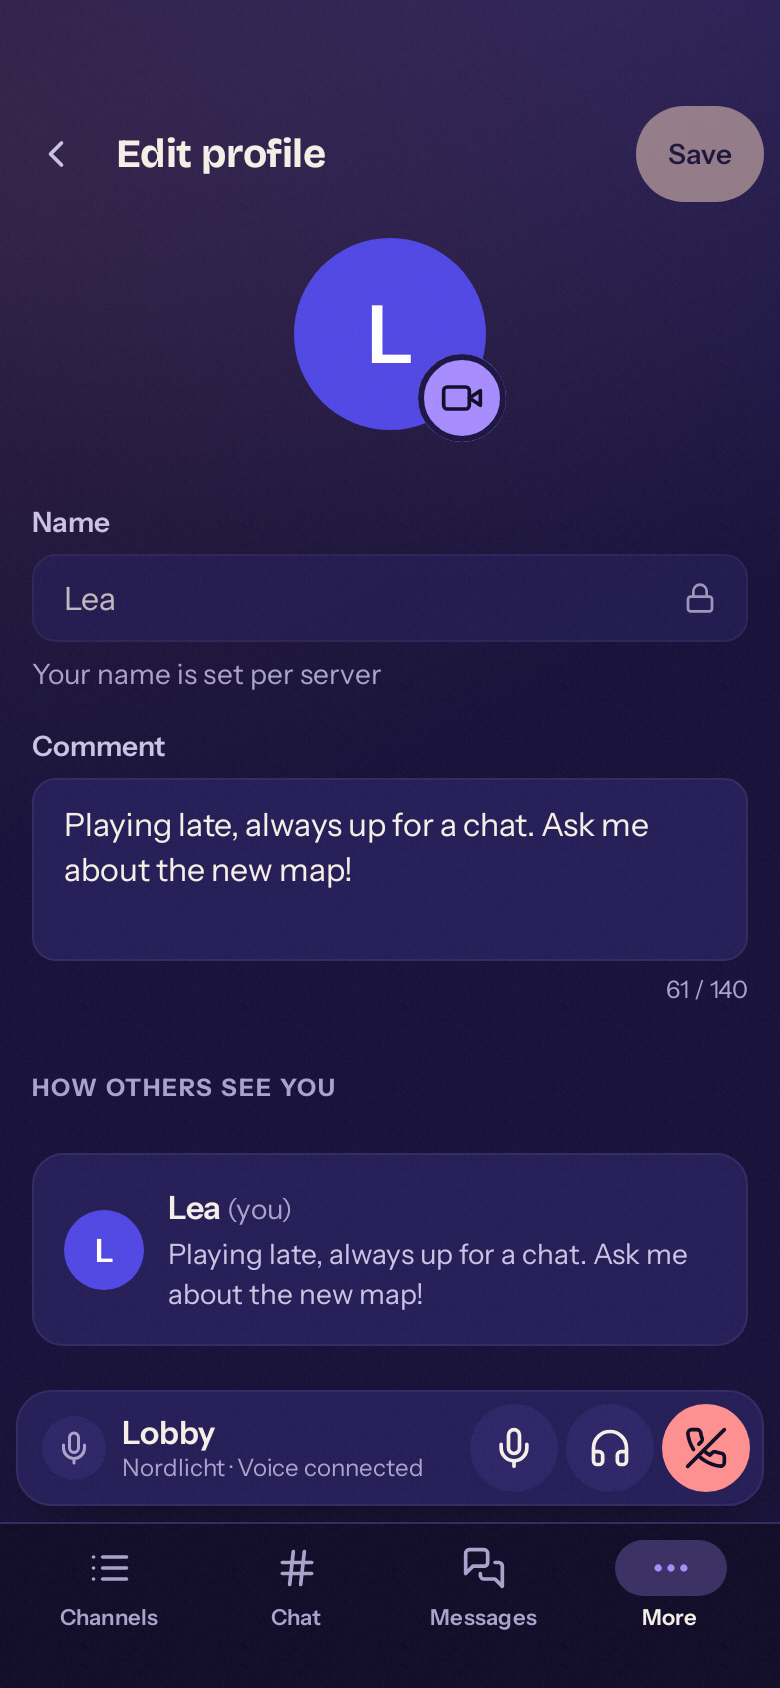 Edit profile
Save
L
Name
Lea
Your name is set per server
Comment
Playing late, always up for a chat. Ask me
about the new map!
61 / 140
HOW OTHERS SEE YOU
L
Lea (you)
Playing late, always up for a chat. Ask me
about the new map!
Lobby
Nordlicht · Voice connected
Channels
Chat
Messages
More